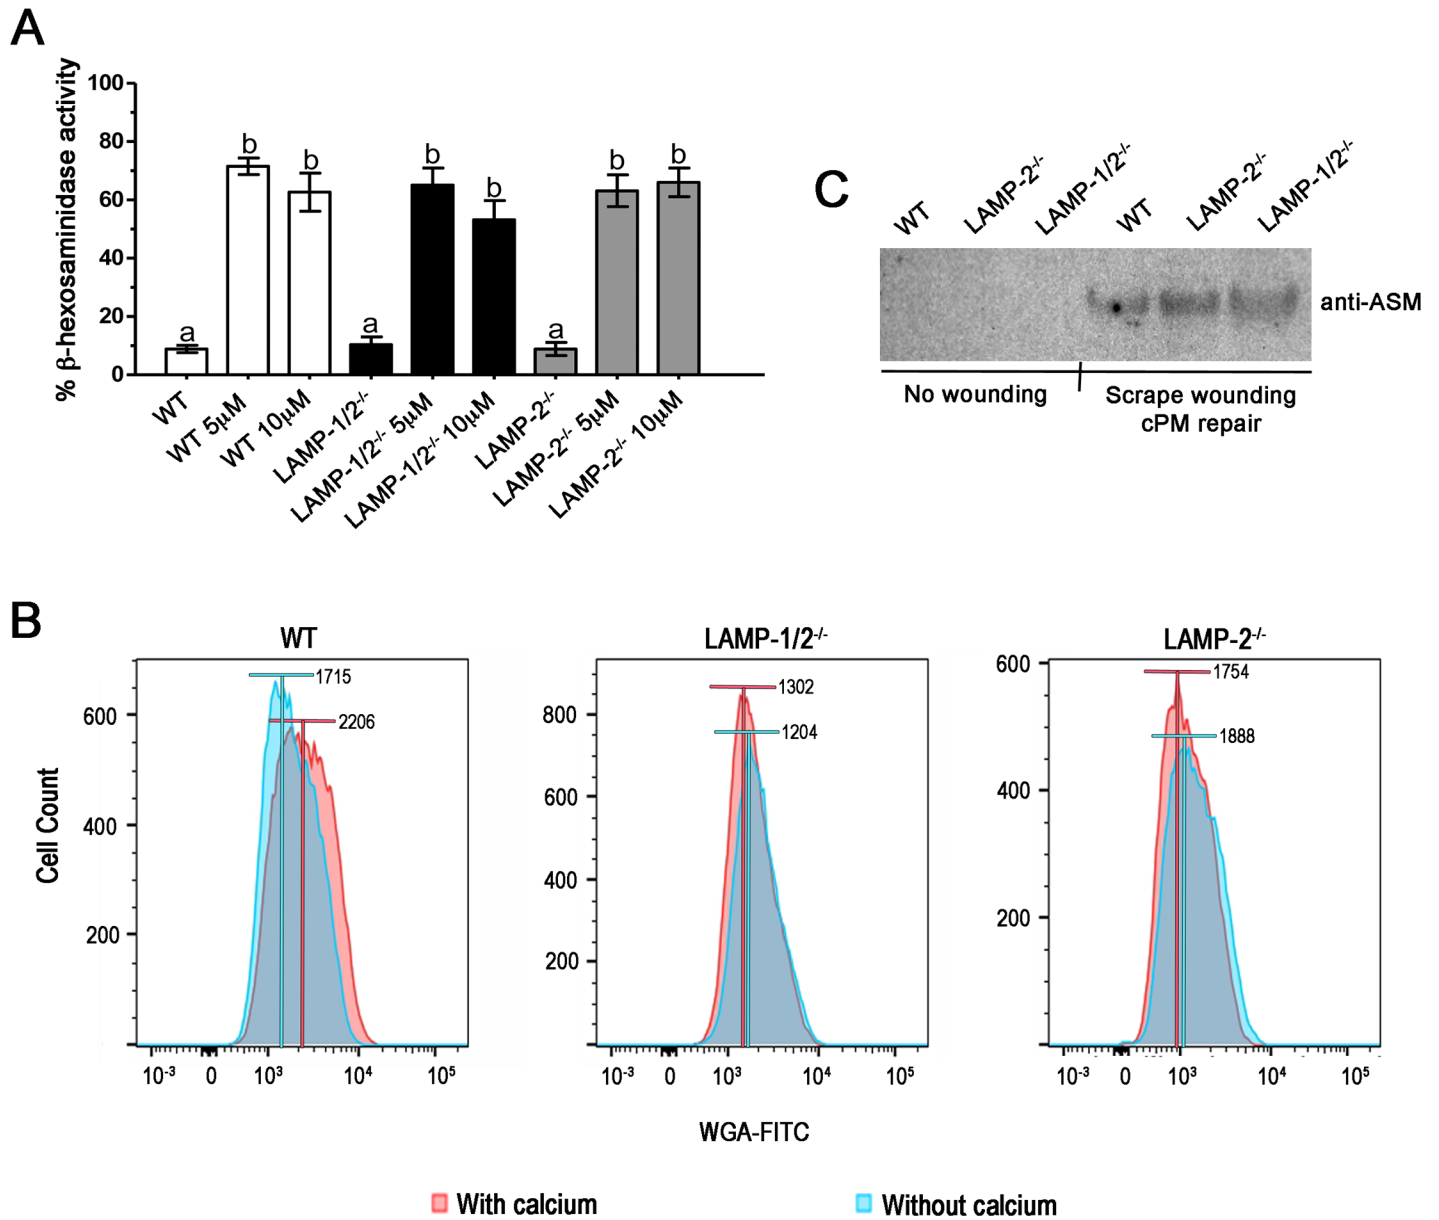 A
% β-hexosaminidase activity
100
80
60
40
20
0
a
b
b
a
b
b
a
b
b
WT
WT 5μM
WT 10μM
LAMP-1/2-/-
LAMP-1/2-/- 5μM
LAMP-1/2-/- 10μM
LAMP-2-/-
LAMP-2-/- 5μM
LAMP-2-/- 10μM
C
WT
LAMP-2-/-
LAMP-1/2-/-
WT
LAMP-2-/-
LAMP-1/2-/-
anti-ASM
No wounding
Scrape wounding
cPM repair
B
Cell Count
WT
1715
2206
600
400
200
10-3 0 103 104 105
LAMP-1/2-/-
1302
1204
800
600
400
200
0
10-3 0 103 104 105
LAMP-2-/-
1754
1888
600
400
200
0
10-3 0 103 104 105
WGA-FITC
With calcium
Without calcium